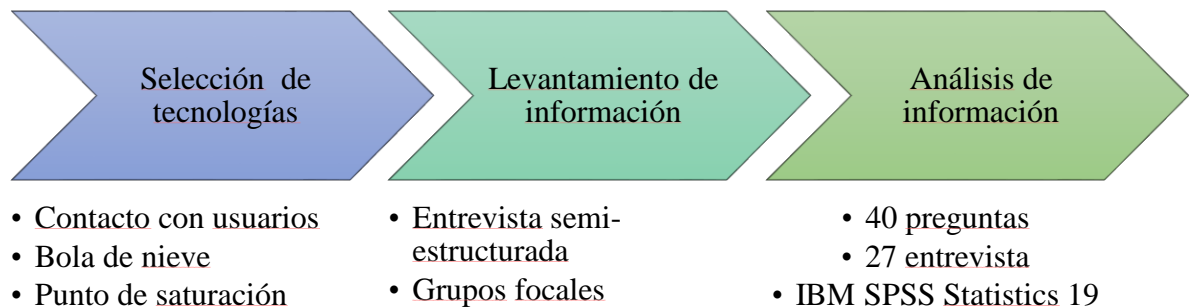 Selección de
tecnologías
Levantamiento de
información
Análisis de
información
• Contacto con usuarios
• Bola de nieve
• Punto de saturación
• Entrevista semi-
estructurada
• Grupos focales
• 40 preguntas
• 27 entrevista
• IBM SPSS Statistics 19